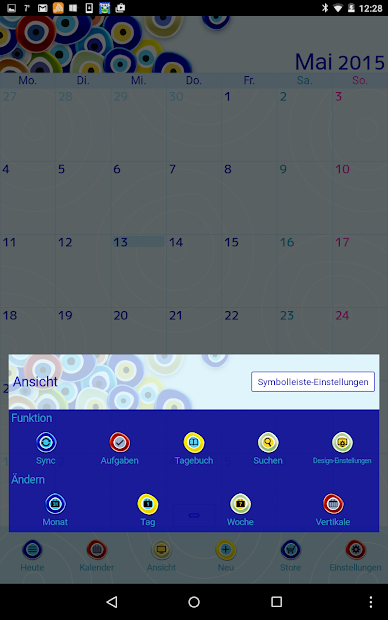 7° 12:28
Mai 2015
Mo. Di. Mi. Do. Fr. Sa. So.
27 28 29 30 1 2 3
4 5 6 7 8 9 10
11 12 13 14 15 16 17
18 19 20 21 22 23 24
Ansicht Symbolleiste-Einstellungen
Funktion
Sync Aufgaben Tagebuch Suchen Design-Einstellungen
Ändern
Monat Tag Woche Vertikale
Heute Kalender Ansicht Neu Store Einstellungen